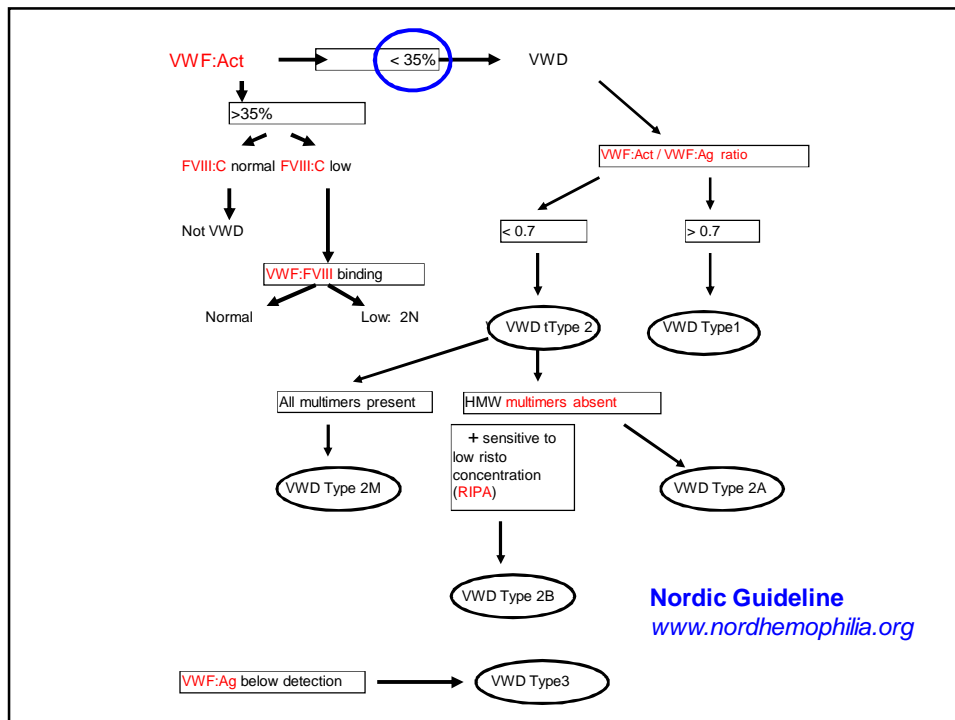 VWF:Act
< 35%
VWD
>35%
FVIII:C normal FVIII:C low
VWF:Act / VWF:Ag ratio
Not VWD
< 0.7
> 0.7
VWF:FVIII binding
Normal
Low: 2N
VWD tType 2
VWD Type1
All multimers present
HMW multimers absent
+ sensitive to
low risto
concentration
(RIPA)
VWD Type 2M
VWD Type 2A
VWD Type 2B
Nordic Guideline
www.nordhemophilia.org
VWF:Ag below detection
VWD Type3